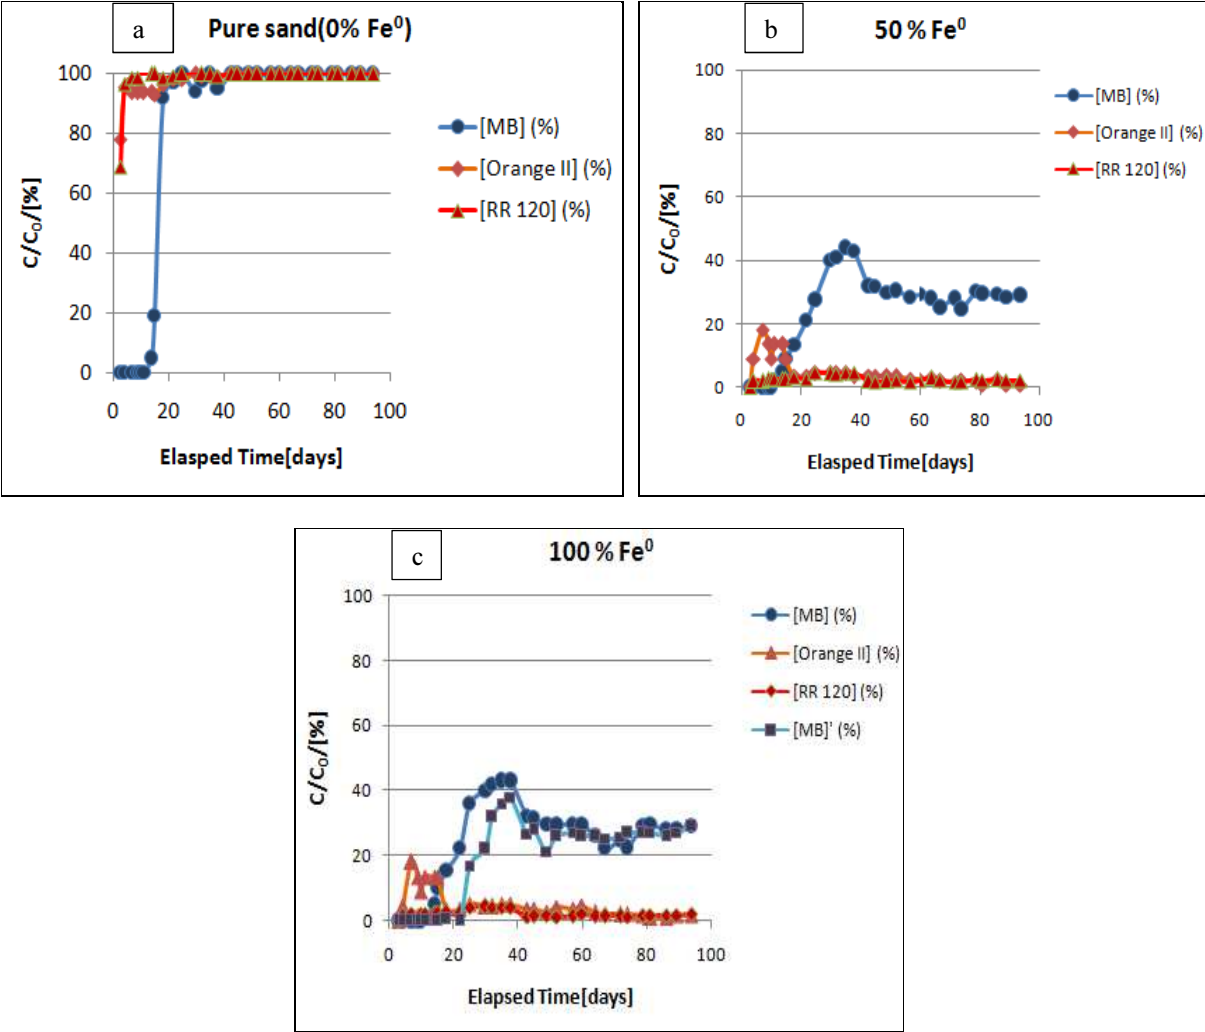 a
Pure sand(0% Fe⁰)
100
80
60
40
20
0
0 20 40 60 80 100
C/C₀/[%]
Elasped Time[days]
[MB] (%)
[Orange II] (%)
[RR 120] (%)
b
50 % Fe⁰
100
80
60
40
20
0
0 20 40 60 80 100
C/C₀/[%]
Elasped Time[days]
[MB] (%)
[Orange II] (%)
[RR 120] (%)
c
100 % Fe⁰
100
80
60
40
20
0
0 20 40 60 80 100
C/C₀/[%]
Elapsed Time[days]
[MB] (%)
[Orange II] (%)
[RR 120] (%)
[MB]' (%)